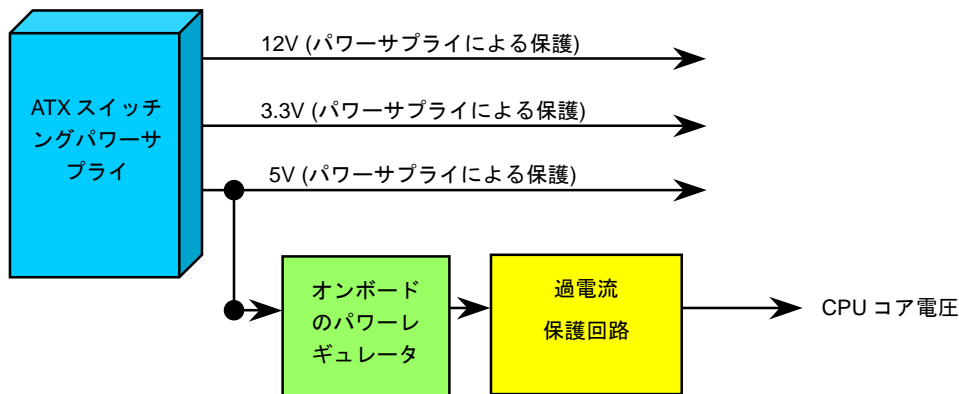 12V (パワーサプライによる保護)
ATX スイッチ
ングパワーサ
プライ
3.3V (パワーサプライによる保護)
5V (パワーサプライによる保護)
オンボード
のパワーレ
ギュレータ
過電流
保護回路
CPU コア電圧